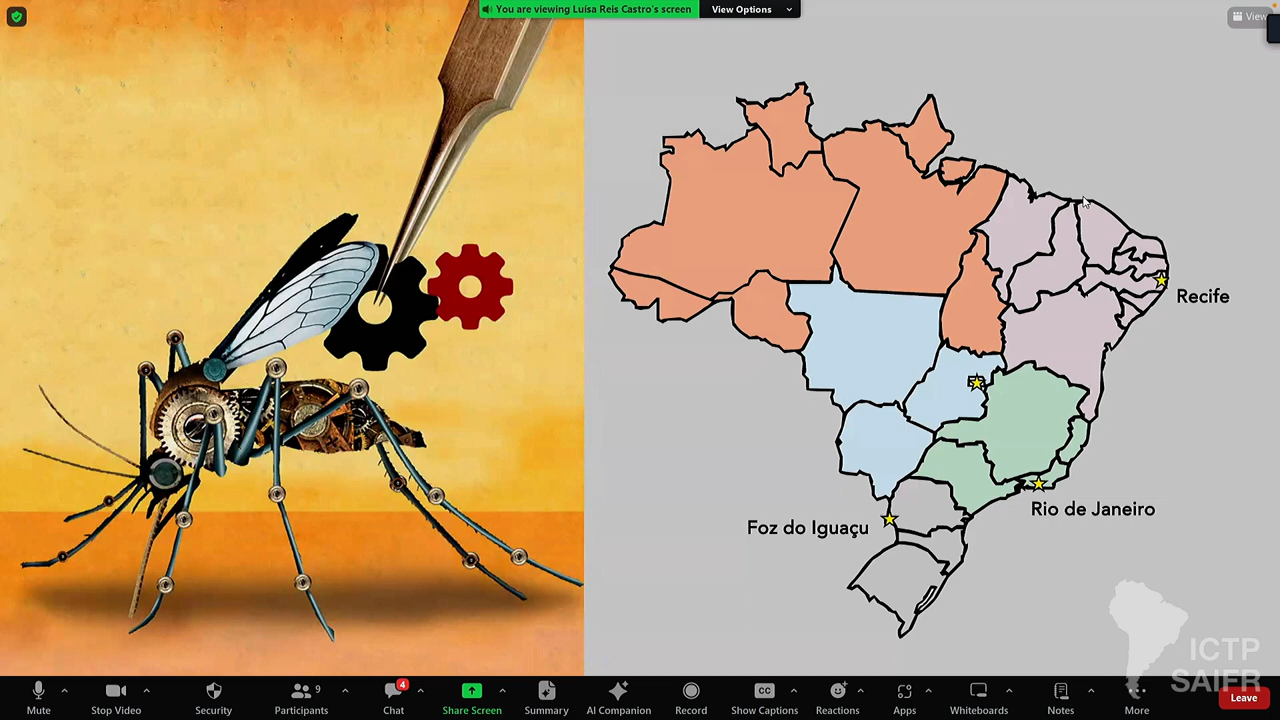 You are viewing Luísa Reis Castro's screen
View Options
View
Recife
Rio de Janeiro
Foz do Iguaçu
ICTP
SAIFR
9
4
CC
Mute
Stop Video
Security
Participants
Chat
Share Screen
Summary
AI Companion
Record
Show Captions
Reactions
Apps
Whiteboards
Notes
More
Leave